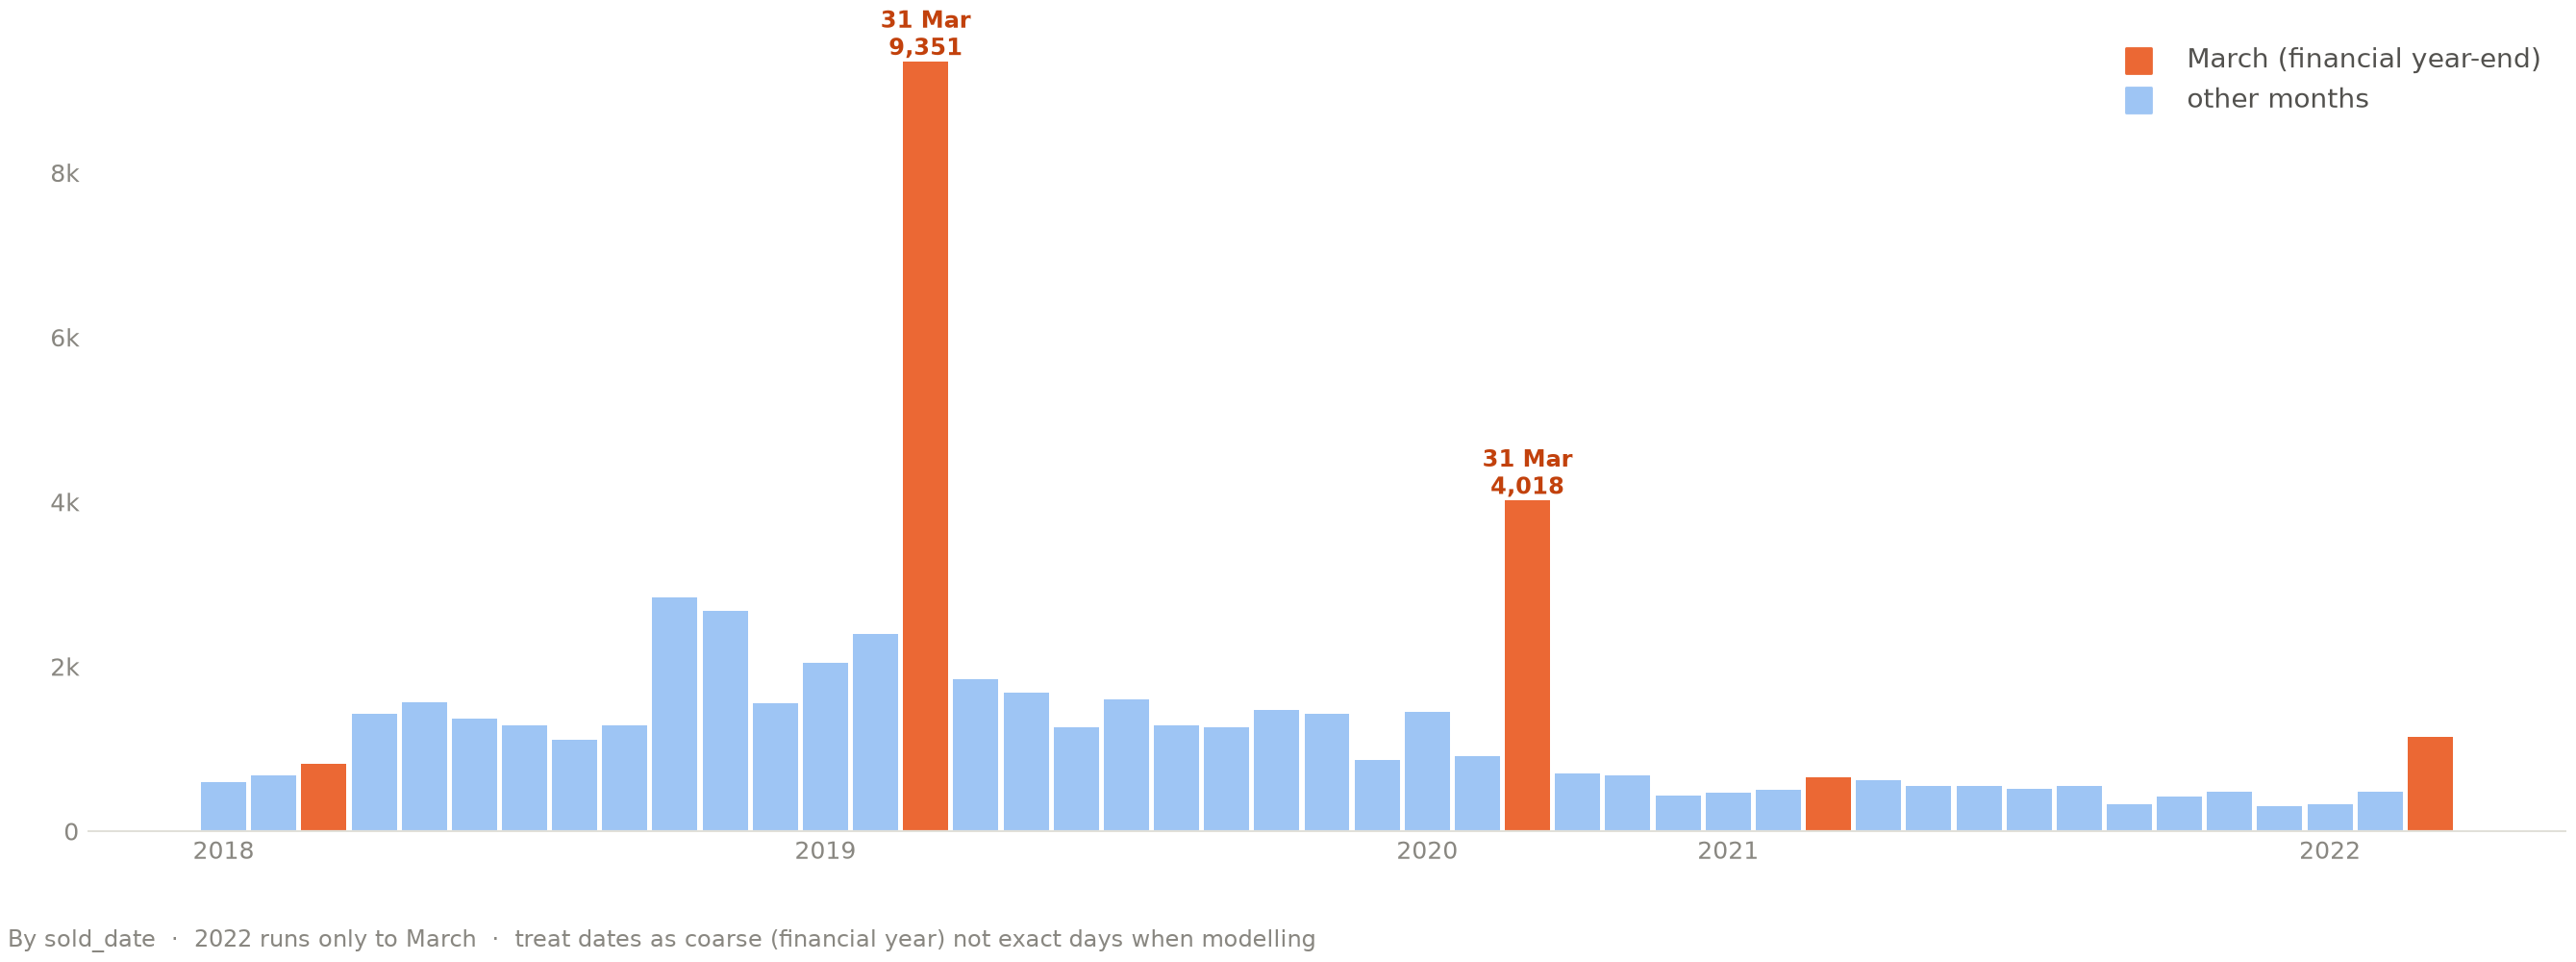 31 Mar
9,351
March (financial year-end)
other months
8k
6k
31 Mar
4,018
4k
2k
0
2018
2019
2020
2021
2022
By sold_date · 2022 runs only to March · treat dates as coarse (financial year) not exact days when modelling